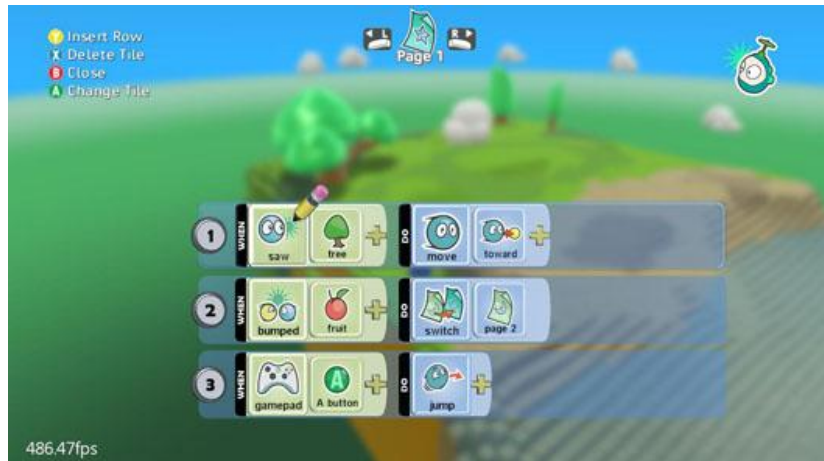 Y Insert Row
X Delete Tile
B Close
A Change Tile
L
R
Page 1
1
WHEN
saw
tree
DO
move
toward
2
WHEN
bumped
fruit
DO
switch
page 2
3
WHEN
gamepad
A
A button
DO
jump
486.47fps